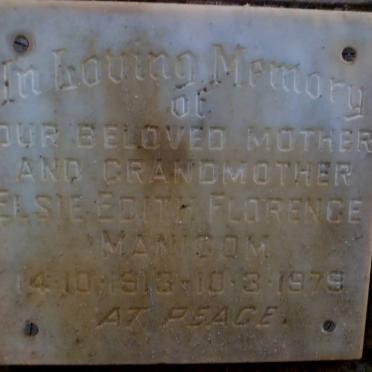 In Loving Memory
of
OUR BELOVED MOTHER
AND GRANDMOTHER
ELSIE EDITH FLORENCE
MANICOM
14·10·1913-10·3·1979
AT PEACE.